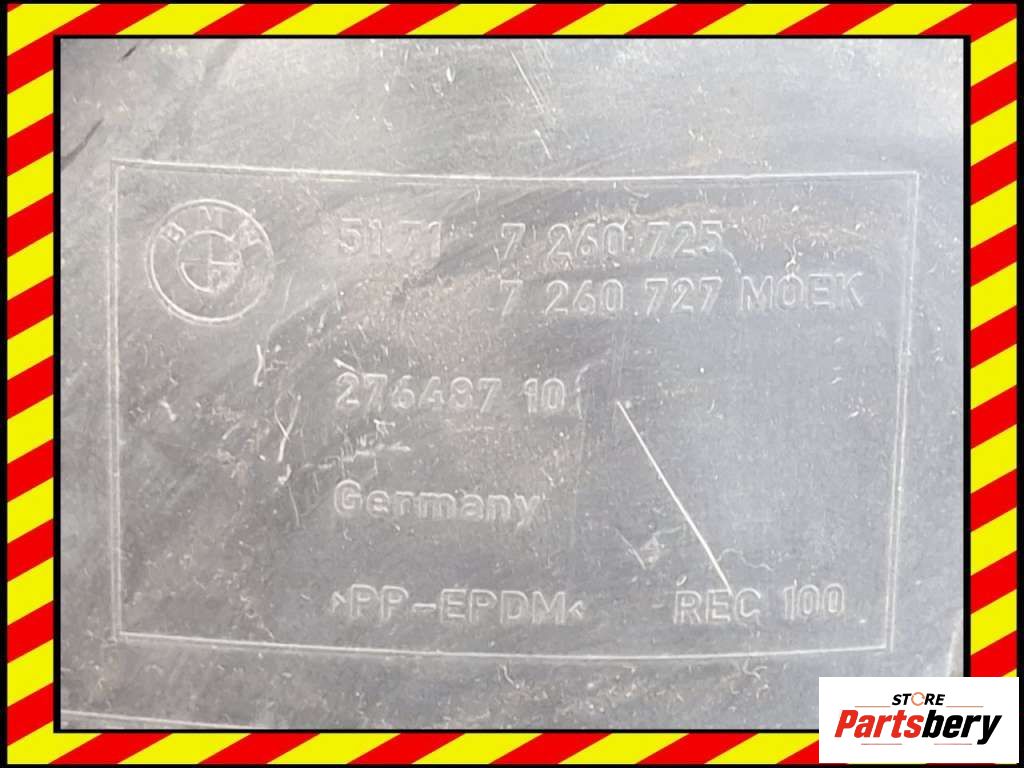 BMW
51.71 7 260 725
7 260 727 MOEK
276487 10
Germany
>PP-EPDM<
REC 100
STORE
Partsbery